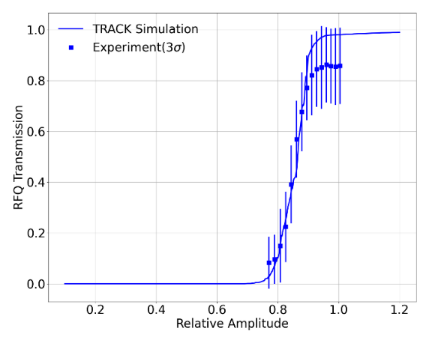 TRACK Simulation
Experiment(3σ)
RFQ Transmission
1.0
0.8
0.6
0.4
0.2
0.0
0.2 0.4 0.6 0.8 1.0 1.2
Relative Amplitude